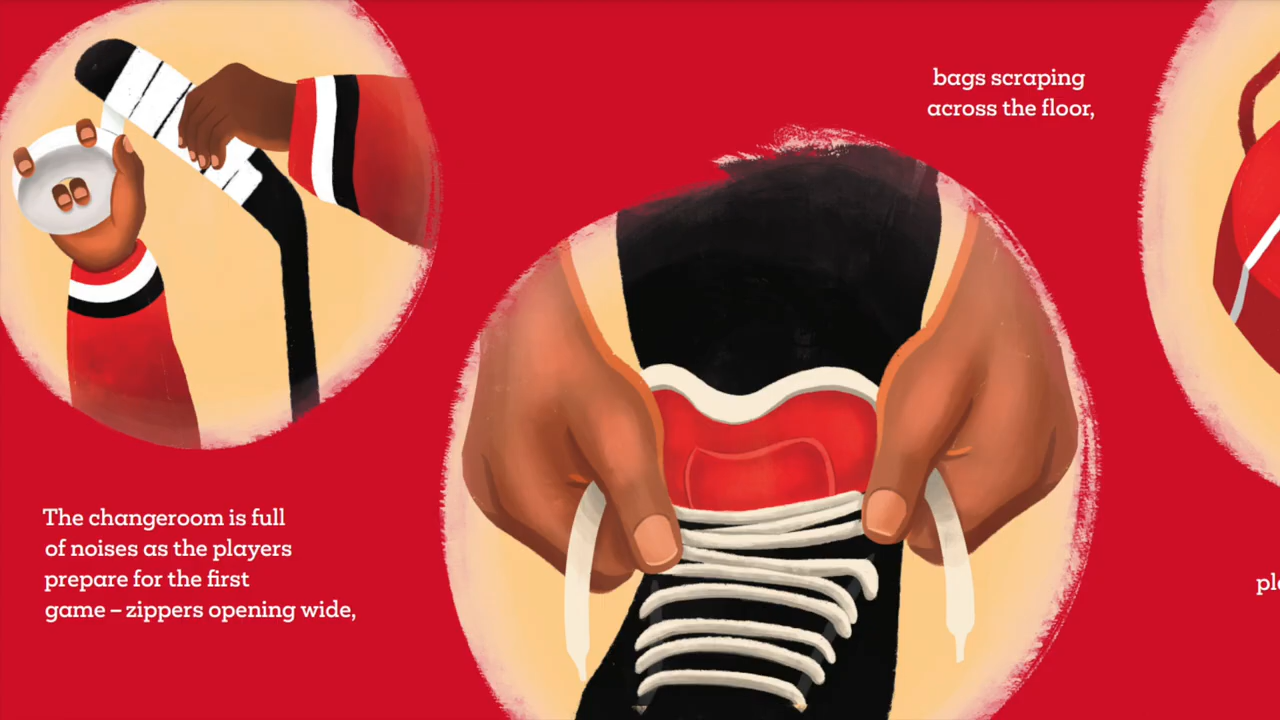 The changeroom is full
of noises as the players
prepare for the first
game – zippers opening wide,
bags scraping
across the floor,